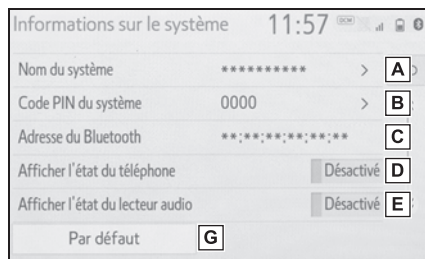 Informations sur le système 11:57 DCM
Nom du système ********** > A
Code PIN du système 0000 > B
Adresse du Bluetooth **:**:**:**:**:** C
Afficher l'état du téléphone Désactivé D
Afficher l'état du lecteur audio Désactivé E
Par défaut G